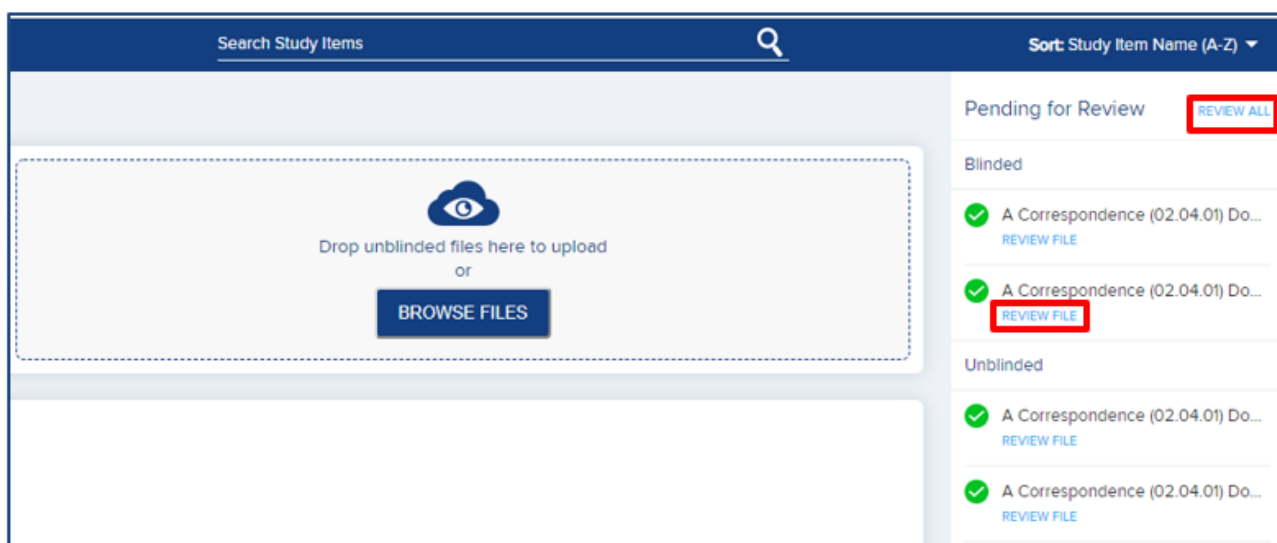 Search Study Items
Sort: Study Item Name (A-Z)
Pending for Review
REVIEW ALL
Drop unblinded files here to upload
or
BROWSE FILES
Blinded
A Correspondence (02.04.01) Do...
REVIEW FILE
A Correspondence (02.04.01) Do...
REVIEW FILE
Unblinded
A Correspondence (02.04.01) Do...
REVIEW FILE
A Correspondence (02.04.01) Do...
REVIEW FILE